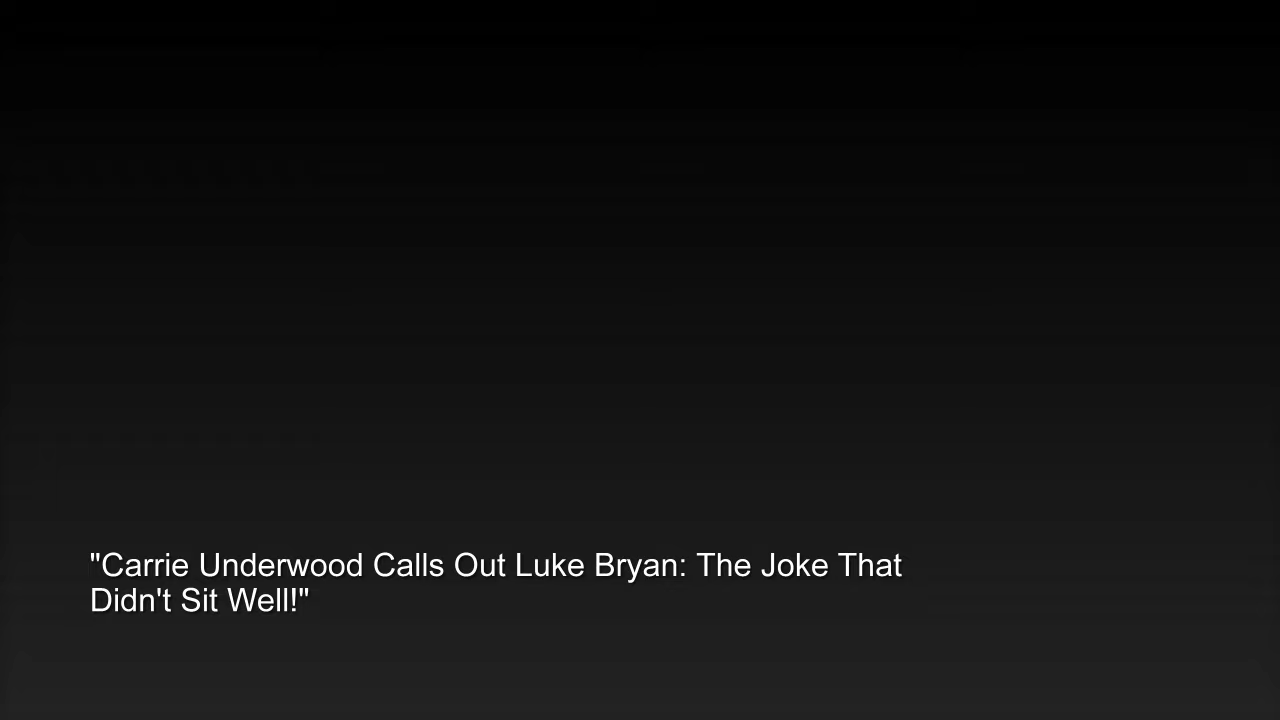 "Carrie Underwood Calls Out Luke Bryan: The Joke That
Didn't Sit Well!"